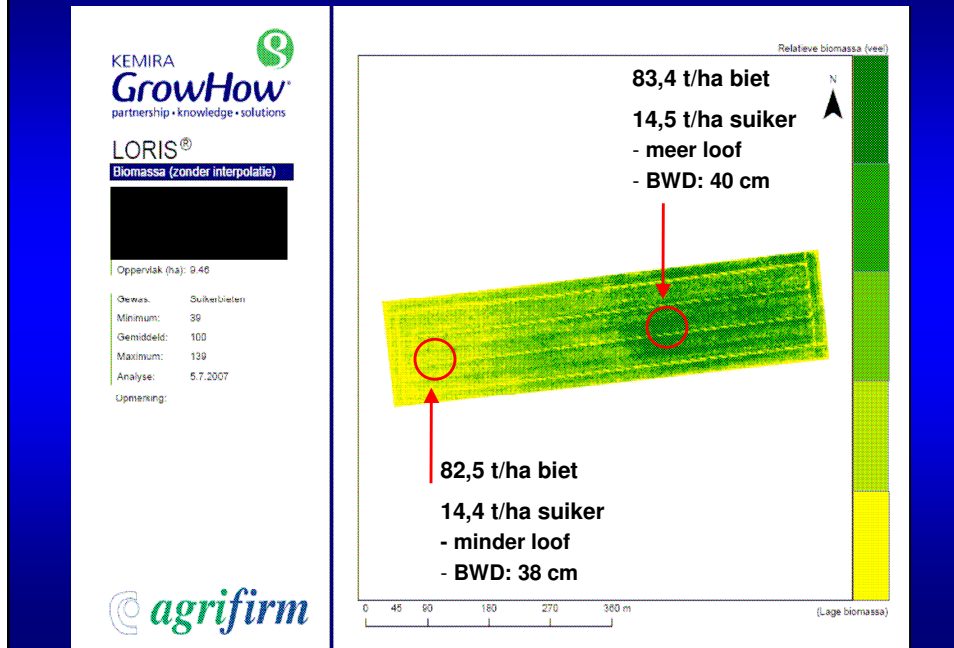 KEMIRA
GrowHow
partnership • knowledge • solutions
LORIS®
Biomassa (zonder interpolatie)
Oppervlak (ha): 9.46
Gewas: Suikerbieten
Minimum: 39
Gemiddeld: 100
Maximum: 139
Analyse: 5.7.2007
Opmerking:
agrifirm
Relatieve biomassa (veel)
N
83,4 t/ha biet
14,5 t/ha suiker
- meer loof
- BWD: 40 cm
82,5 t/ha biet
14,4 t/ha suiker
- minder loof
- BWD: 38 cm
0 45 90 180 270 360 m
(Lage biomassa)